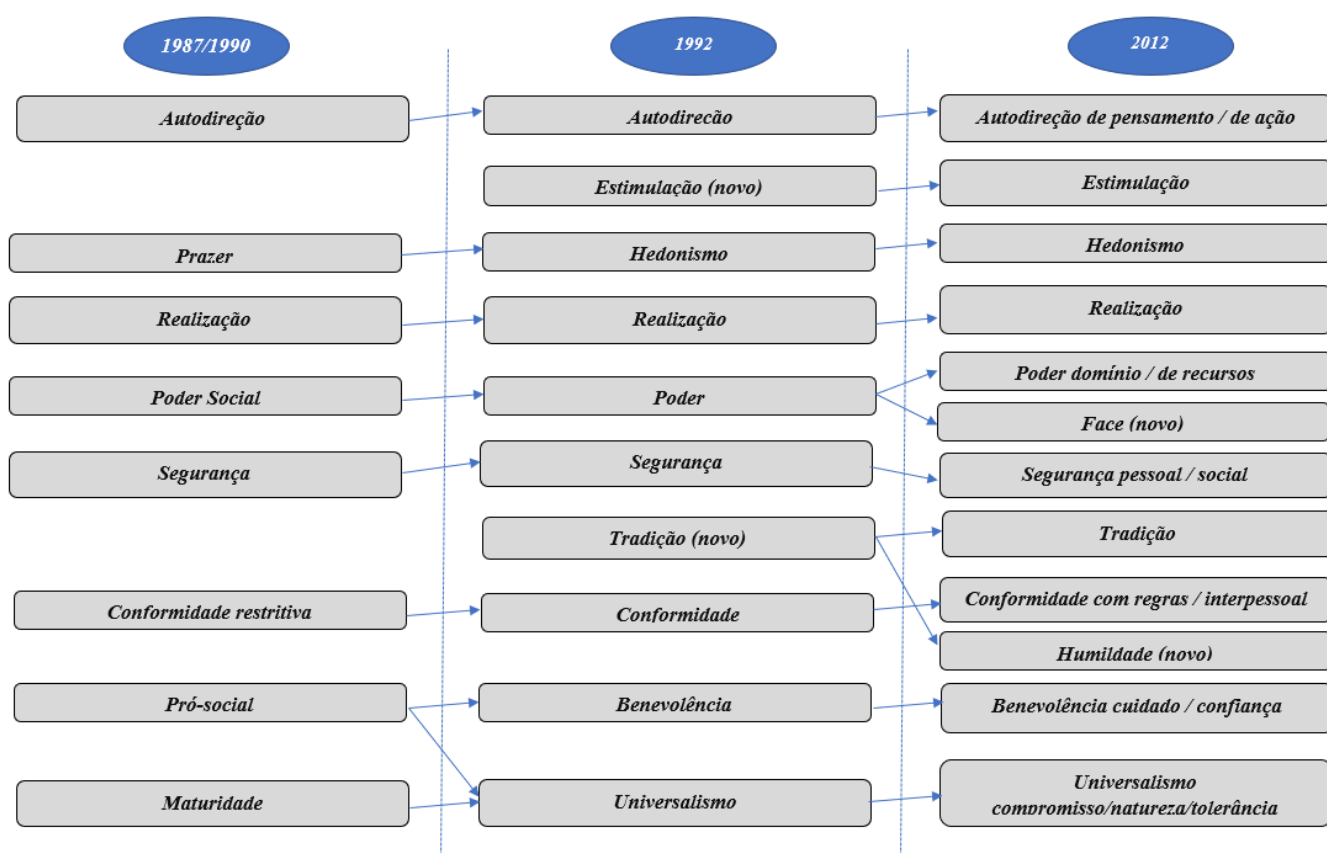 1987/1990
1992
2012
Autodireção
Autodirecão
Autodireção de pensamento / de ação
Estimulação (novo)
Estimulação
Prazer
Hedonismo
Hedonismo
Realização
Realização
Realização
Poder Social
Poder
Poder domínio / de recursos
Face (novo)
Segurança
Segurança
Segurança pessoal / social
Tradição (novo)
Tradição
Conformidade restritiva
Conformidade
Conformidade com regras / interpessoal
Humildade (novo)
Pró-social
Benevolência
Benevolência cuidado / confiança
Maturidade
Universalismo
Universalismo
compromisso/natureza/tolerância